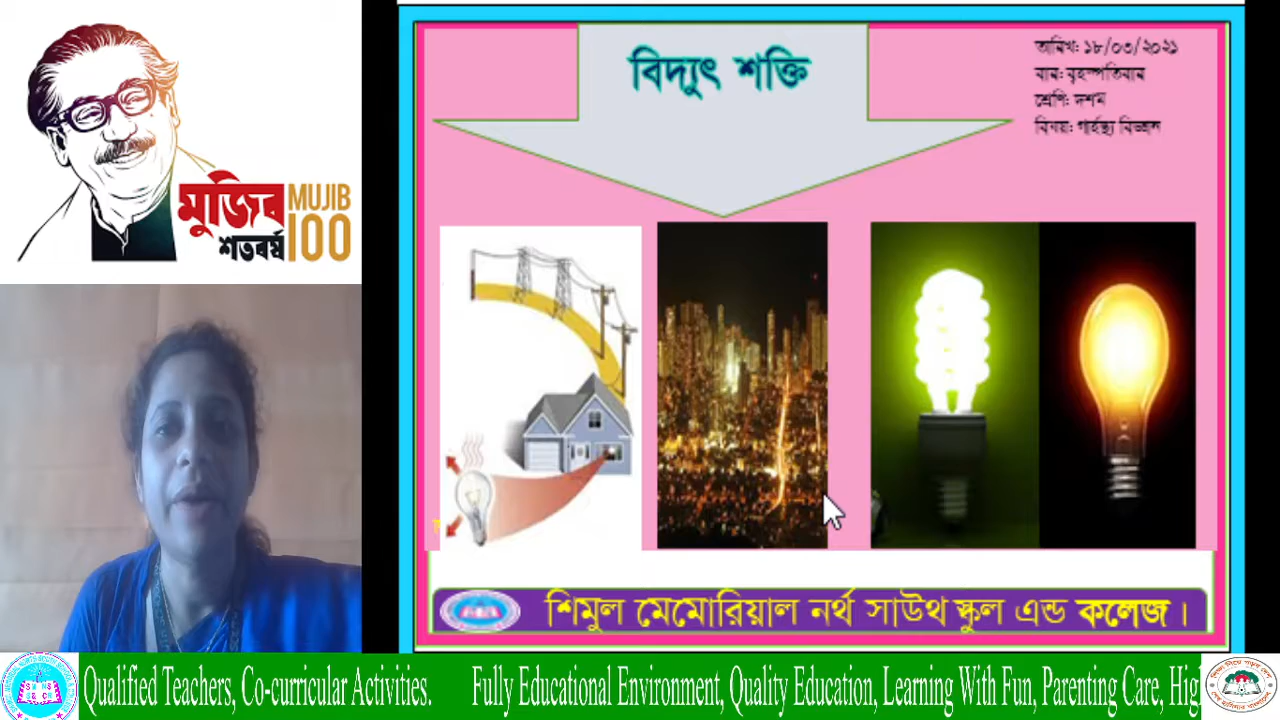 মুজিব
শতবর্ষ
MUJIB
100
বিদ্যুৎ শক্তি
তারিখ: ১৮/০৩/২০২১
বার: বৃহস্পতিবার
শ্রেণি: দশম
বিষয়: গার্হস্থ্য বিজ্ঞান
শিমুল মেমোরিয়াল নর্থ সাউথ স্কুল এন্ড কলেজ।
Qualified Teachers, Co-curricular Activities. Fully Educational Environment, Quality Education, Learning With Fun, Parenting Care, Hig